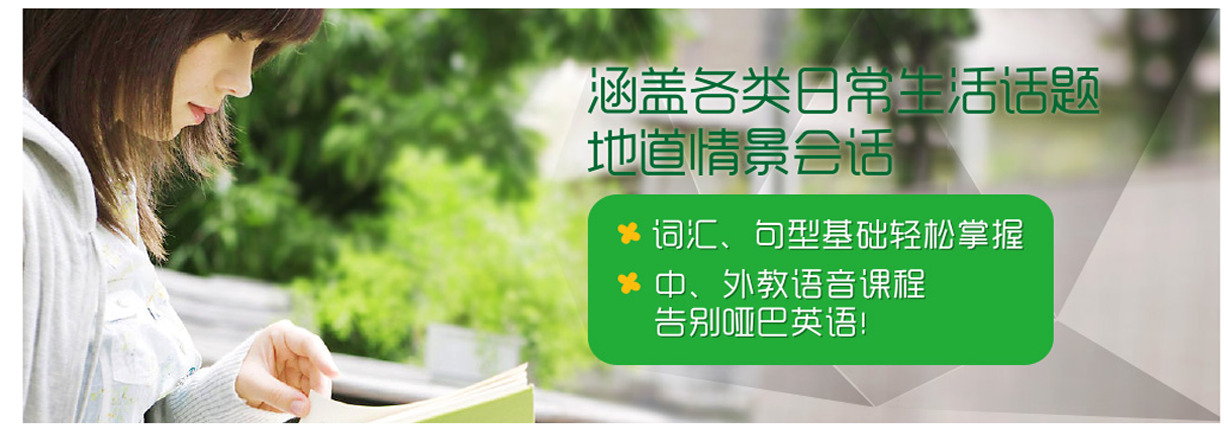 涵盖各类日常生活话题
地道情景会话
词汇、句型基础轻松掌握
中、外教语音课程
告别哑巴英语!